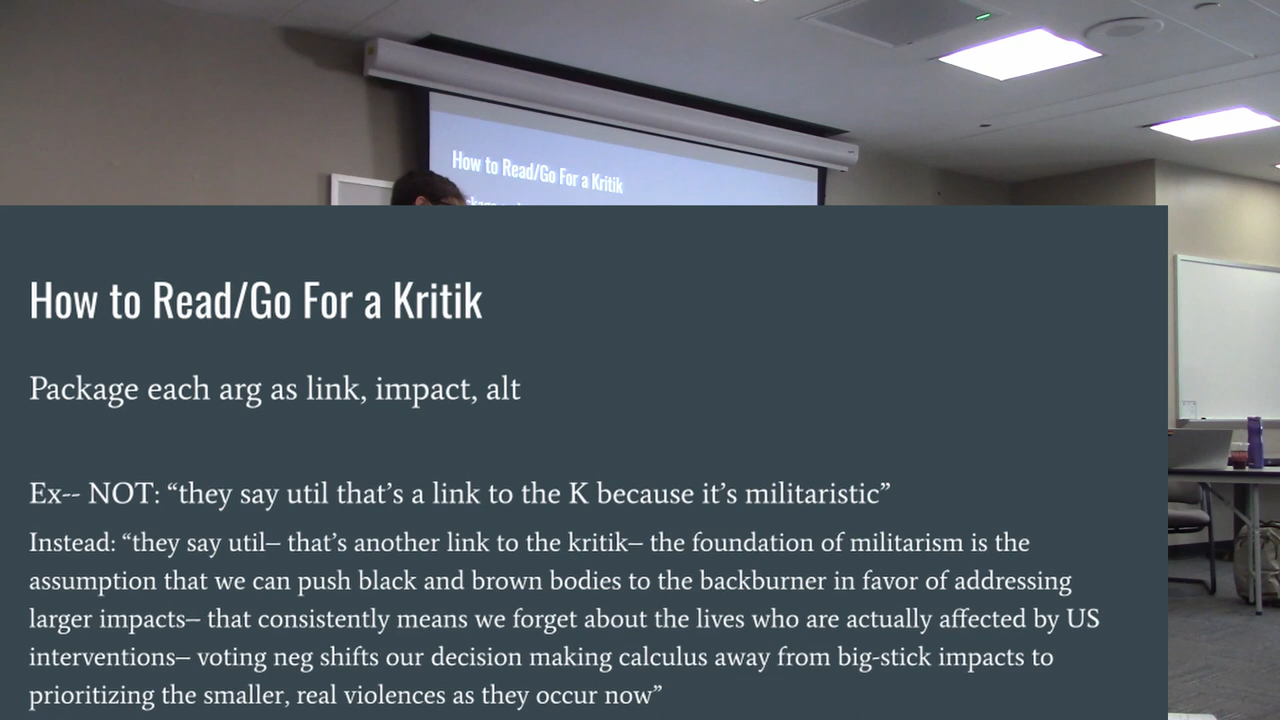 How to Read/Go For a Kritik
How to Read/Go For a Kritik
Package each arg as link, impact, alt
Ex-- NOT: “they say util that’s a link to the K because it’s militaristic”
Instead: “they say util– that’s another link to the kritik– the foundation of militarism is the
assumption that we can push black and brown bodies to the backburner in favor of addressing
larger impacts– that consistently means we forget about the lives who are actually affected by US
interventions– voting neg shifts our decision making calculus away from big-stick impacts to
prioritizing the smaller, real violences as they occur now”